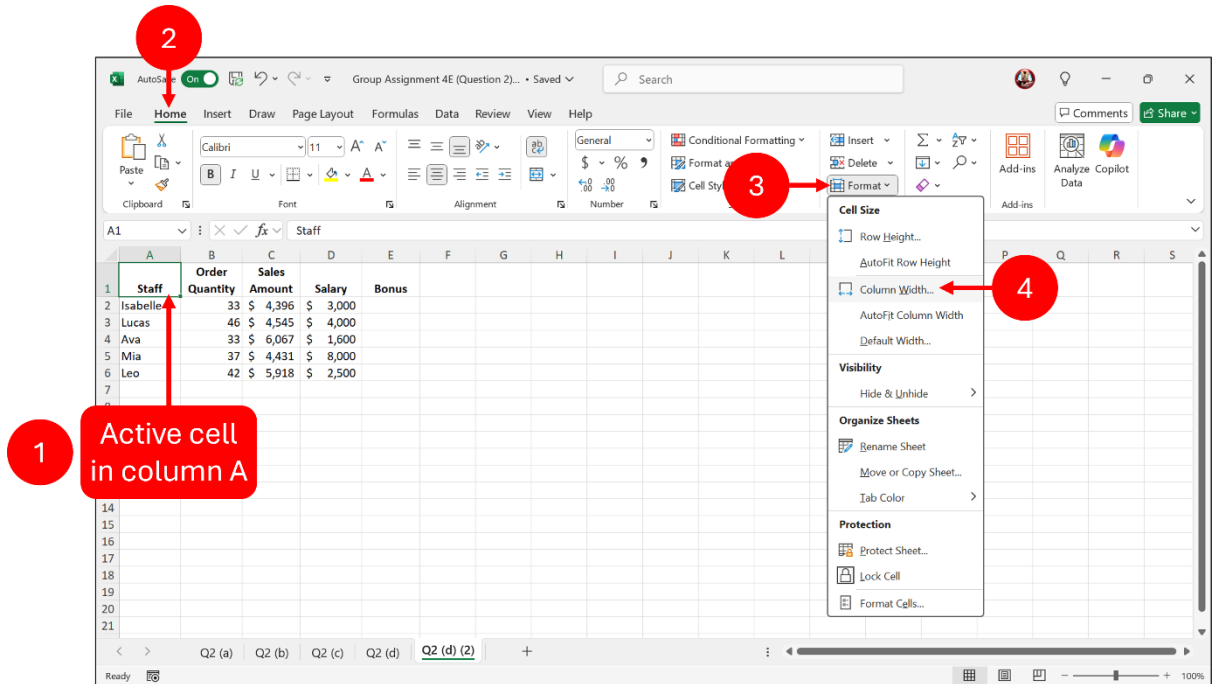 2
AutoSave On Group Assignment 4E (Question 2)... • Saved Search
File Home Insert Draw Page Layout Formulas Data Review View Help Comments Share
Paste
Clipboard
Calibri 11
B I U A
Font
Alignment
ab
General
$ % 9
Number
Conditional Formatting
Format as
Cell Styl
3
Insert
Delete
Format
Add-ins
Add-ins
Analyze Data
Copilot
A1 fx Staff
A B C D E F G H I J K L P Q R S
1 Staff Order Quantity Sales Amount Salary Bonus
2 Isabelle 33 $ 4,396 $ 3,000
3 Lucas 46 $ 4,545 $ 4,000
4 Ava 33 $ 6,067 $ 1,600
5 Mia 37 $ 4,431 $ 8,000
6 Leo 42 $ 5,918 $ 2,500
7
14
15
16
17
18
19
20
21
1
Active cell
in column A
Cell Size
Row Height...
AutoFit Row Height
Column Width...
4
AutoFit Column Width
Default Width...
Visibility
Hide & Unhide
Organize Sheets
Rename Sheet
Move or Copy Sheet...
Tab Color
Protection
Protect Sheet...
Lock Cell
Format Cells...
Q2 (a) Q2 (b) Q2 (c) Q2 (d) Q2 (d) (2)
Ready 100%